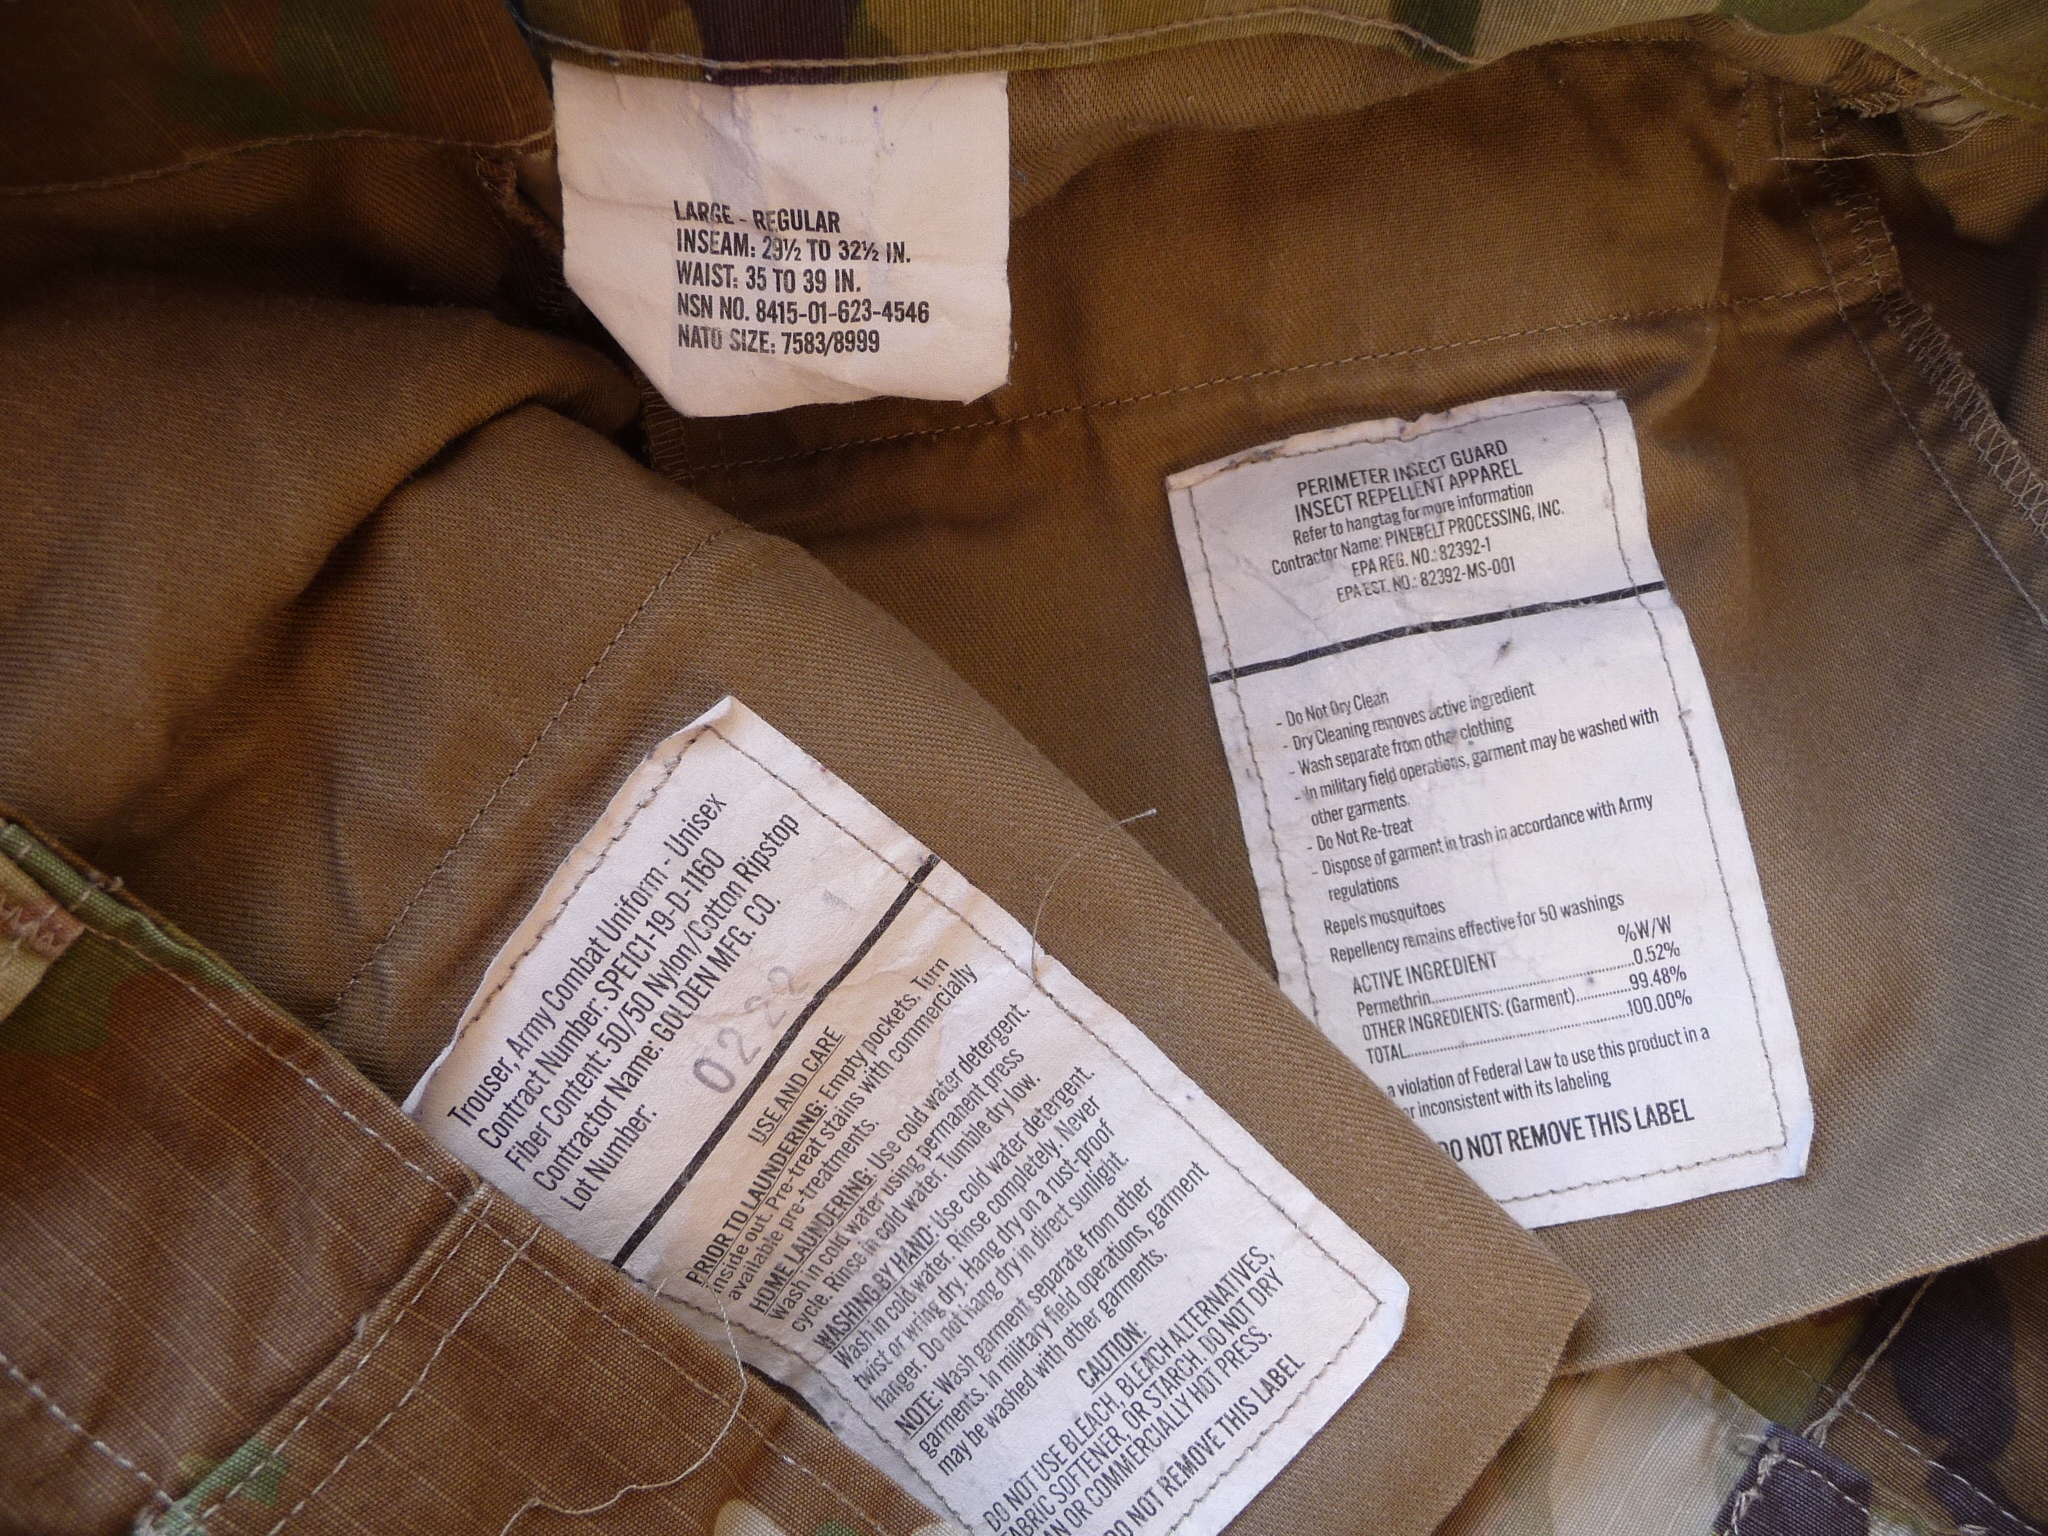 LARGE - REGULAR
INSEAM: 29½ TO 32½ IN.
WAIST: 35 TO 39 IN.
NSN NO. 8415-01-623-4546
NATO SIZE: 7583/8999
PERIMETER INSECT GUARD
INSECT REPELLENT APPAREL
Refer to hangtag for more information
Contractor Name: PINEBELT PROCESSING, INC.
EPA REG. NO.: 82392-1
EPA EST. NO.: 82392-MS-001
- Do Not Dry Clean
- Dry Cleaning removes active ingredient
- Wash separate from other clothing
- In military field operations, garment may be washed with
other garments.
- Do Not Re-treat
- Dispose of garment in trash in accordance with Army
regulations
Repels mosquitoes
Repellency remains effective for 50 washings
%W/W
ACTIVE INGREDIENT
Permethrin..............................0.52%
OTHER INGREDIENTS: (Garment)............99.48%
TOTAL...................................100.00%
a violation of Federal Law to use this product in a
inconsistent with its labeling
DO NOT REMOVE THIS LABEL
Trouser, Army Combat Uniform - Unisex
Contract Number: SPE1C1-19-D-1160
Fiber Content: 50/50 Nylon/Cotton Ripstop
Contractor Name: GOLDEN MFG. CO.
Lot Number.
0222 1
USE AND CARE
PRIOR TO LAUNDERING: Empty pockets. Turn
inside out. Pre-treat stains with commercially
available pre-treatments.
HOME LAUNDERING: Use cold water detergent.
Wash in cold water using permanent press
cycle. Rinse in cold water. Tumble dry low.
WASHING BY HAND: Use cold water detergent.
Wash in cold water. Rinse completely. Never
twist or wring dry. Hang dry on a rust-proof
hanger. Do not hang dry in direct sunlight.
NOTE: Wash garment separate from other
garments. In military field operations, garment
may be washed with other garments.
CAUTION:
DO NOT USE BLEACH, BLEACH ALTERNATIVES,
FABRIC SOFTENER, OR STARCH. DO NOT DRY
OR COMMERCIALLY HOT PRESS.
DO NOT REMOVE THIS LABEL